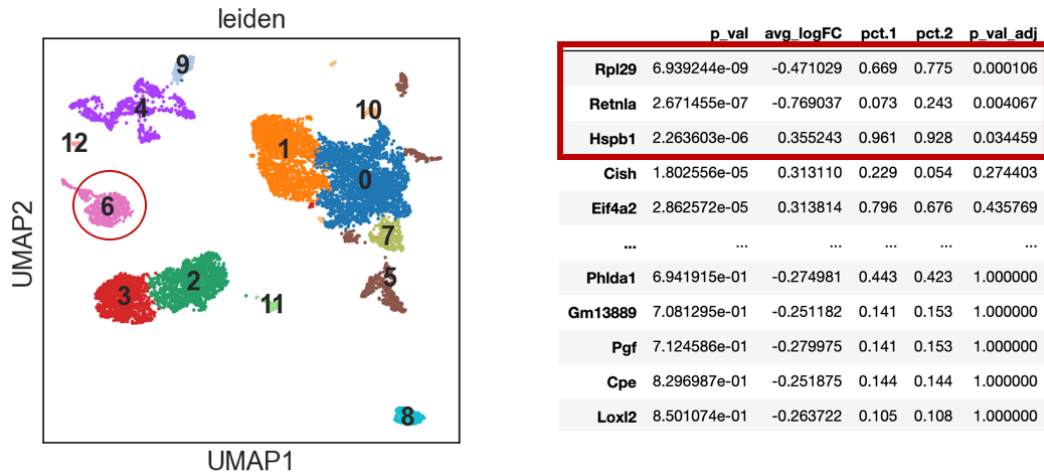 leiden
9
4
10
12
1
0
6
7
2
3
5
11
8
UMAP2
UMAP1
p_val avg_logFC pct.1 pct.2 p_val_adj
Rpl29 6.939244e-09 -0.471029 0.669 0.775 0.000106
Retnla 2.671455e-07 -0.769037 0.073 0.243 0.004067
Hspb1 2.263603e-06 0.355243 0.961 0.928 0.034459
Cish 1.802556e-05 0.313110 0.229 0.054 0.274403
Eif4a2 2.862572e-05 0.313814 0.796 0.676 0.435769
... ... ... ... ... ...
Phlda1 6.941915e-01 -0.274981 0.443 0.423 1.000000
Gm13889 7.081295e-01 -0.251182 0.141 0.153 1.000000
Pgf 7.124586e-01 -0.279975 0.141 0.153 1.000000
Cpe 8.296987e-01 -0.251875 0.144 0.144 1.000000
Loxl2 8.501074e-01 -0.263722 0.105 0.108 1.000000